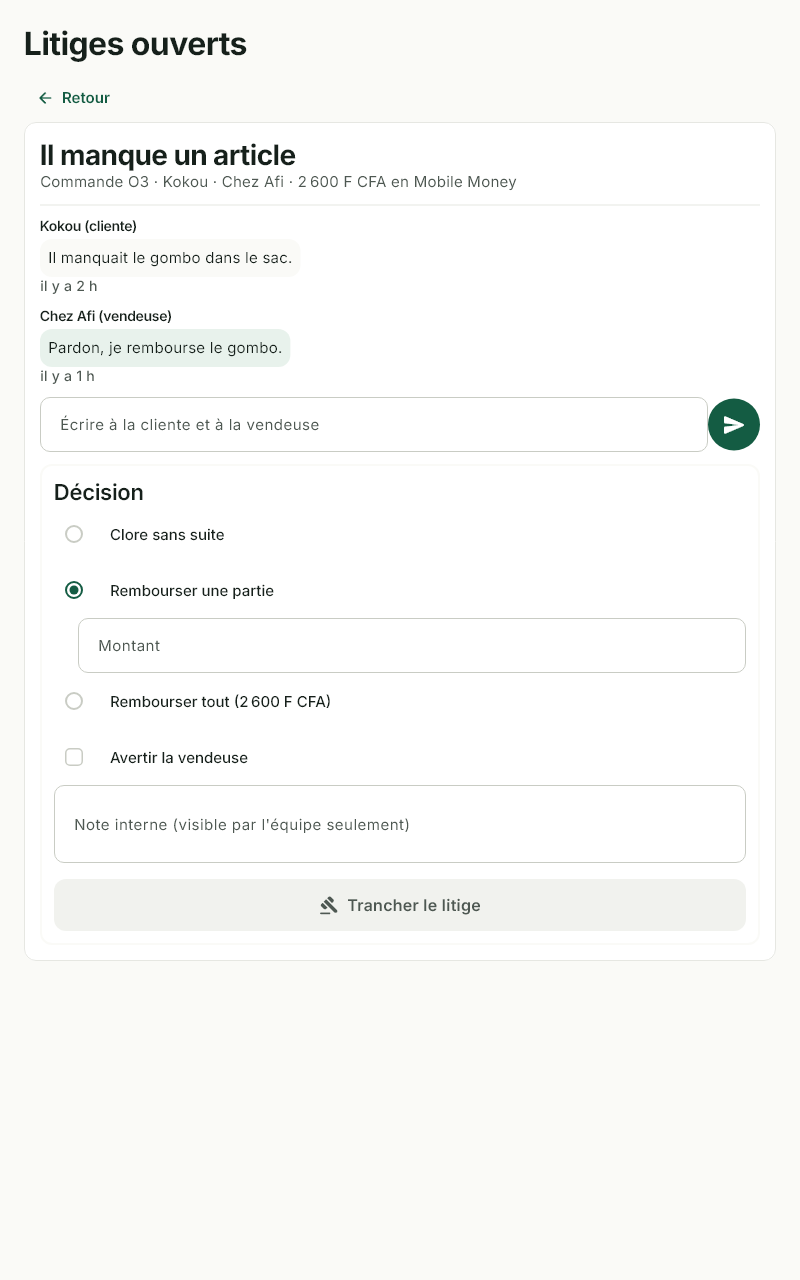 Litiges ouverts
Retour
Il manque un article
Commande O3 · Kokou · Chez Afi · 2 600 F CFA en Mobile Money
Kokou (cliente)
Il manquait le gombo dans le sac.
il y a 2 h
Chez Afi (vendeuse)
Pardon, je rembourse le gombo.
il y a 1 h
Écrire à la cliente et à la vendeuse
Décision
Clore sans suite
Rembourser une partie
Montant
Rembourser tout (2 600 F CFA)
Avertir la vendeuse
Note interne (visible par l'équipe seulement)
Trancher le litige